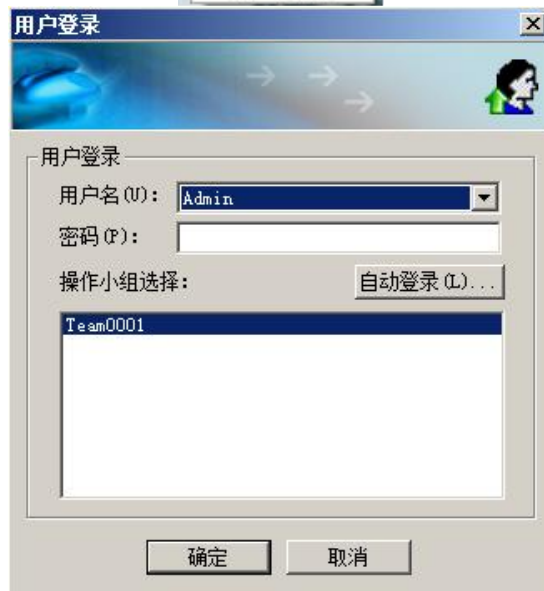 用户登录
用户登录
用户名(U): Admin
密码(P):
操作小组选择: 自动登录(L)...
Team0001
确定 取消